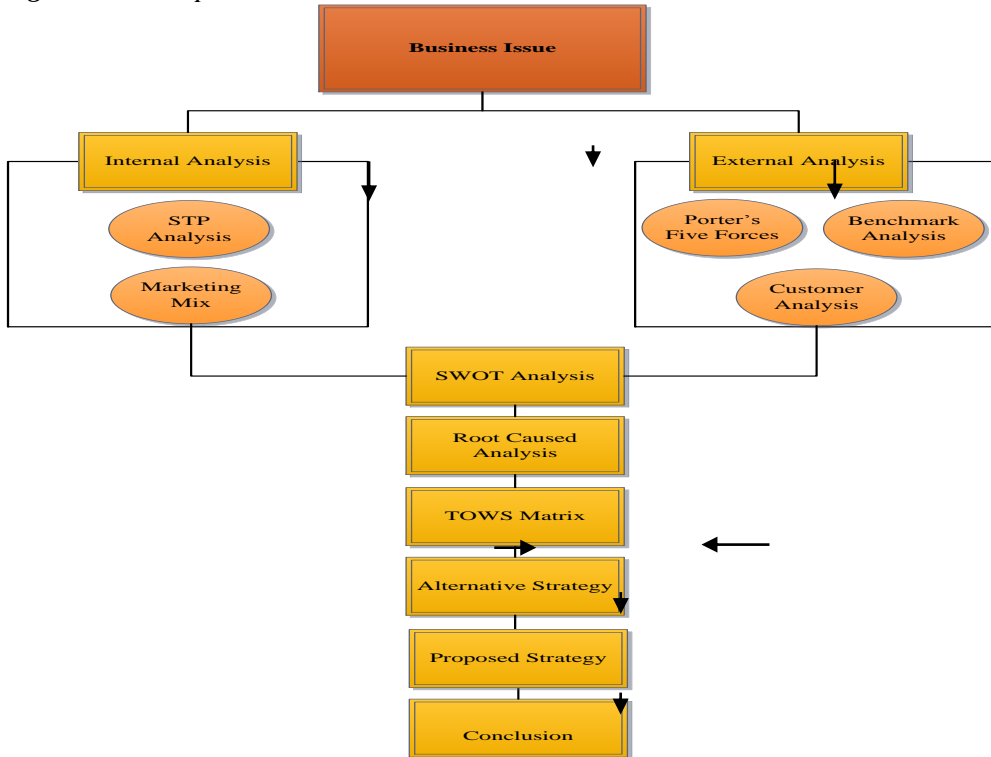 Business Issue
Internal Analysis
External Analysis
STP
Analysis
Porter's
Five Forces
Benchmark
Analysis
Marketing
Mix
Customer
Analysis
SWOT Analysis
Root Caused
Analysis
TOWS Matrix
Alternative Strategy
Proposed Strategy
Conclusion